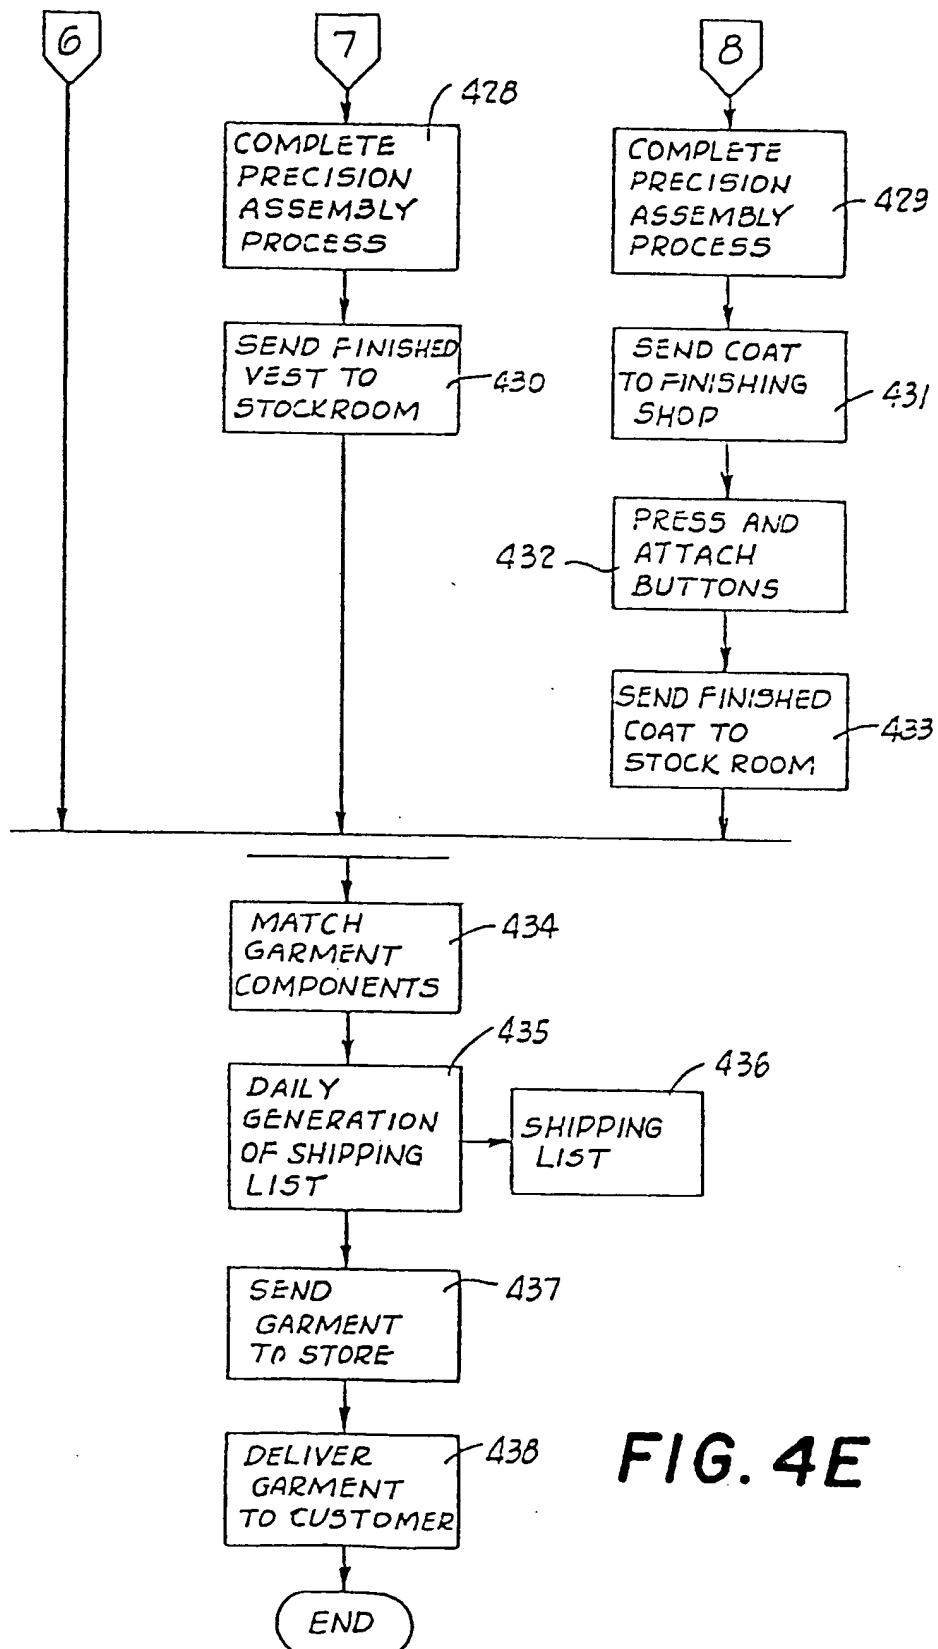 6
7
8
428
COMPLETE
PRECISION
ASSEMBLY
PROCESS
COMPLETE
PRECISION
ASSEMBLY
PROCESS
429
SEND FINISHED
VEST TO
STOCKROOM
430
SEND COAT
TO FINISHING
SHOP
431
432
PRESS AND
ATTACH
BUTTONS
SEND FINISHED
COAT TO
STOCK ROOM
433
MATCH
GARMENT
COMPONENTS
434
435
DAILY
GENERATION
OF SHIPPING
LIST
436
SHIPPING
LIST
SEND
GARMENT
TO STORE
437
DELIVER
GARMENT
TO CUSTOMER
438
FIG. 4E
END